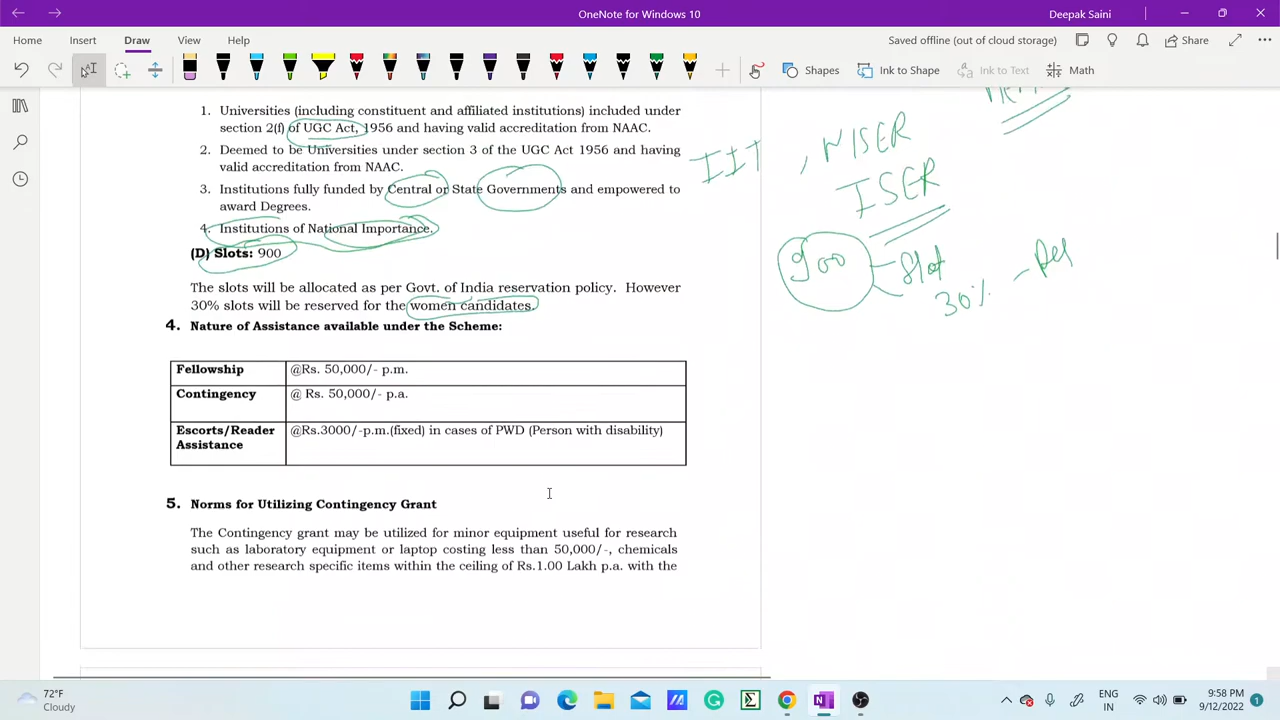 OneNote for Windows 10
Deepak Saini
Home Insert Draw View Help
Saved offline (out of cloud storage)
Share
Shapes
Ink to Shape
Ink to Text
Math
1. Universities (including constituent and affiliated institutions) included under
section 2(f) of UGC Act, 1956 and having valid accreditation from NAAC.
2. Deemed to be Universities under section 3 of the UGC Act 1956 and having
valid accreditation from NAAC.
3. Institutions fully funded by Central or State Governments and empowered to
award Degrees.
4. Institutions of National Importance.
(D) Slots: 900
The slots will be allocated as per Govt. of India reservation policy. However
30% slots will be reserved for the women candidates.
4. Nature of Assistance available under the Scheme:
Fellowship @Rs. 50,000/- p.m.
Contingency @ Rs. 50,000/- p.a.
Escorts/Reader @Rs.3000/-p.m.(fixed) in cases of PWD (Person with disability)
Assistance
5. Norms for Utilizing Contingency Grant
The Contingency grant may be utilized for minor equipment useful for research
such as laboratory equipment or laptop costing less than 50,000/-, chemicals
and other research specific items within the ceiling of Rs.1.00 Lakh p.a. with the
IIT , NISER
ISER
900 Slot
30%
72°F
Cloudy
ENG
IN
9:58 PM
9/12/2022
1